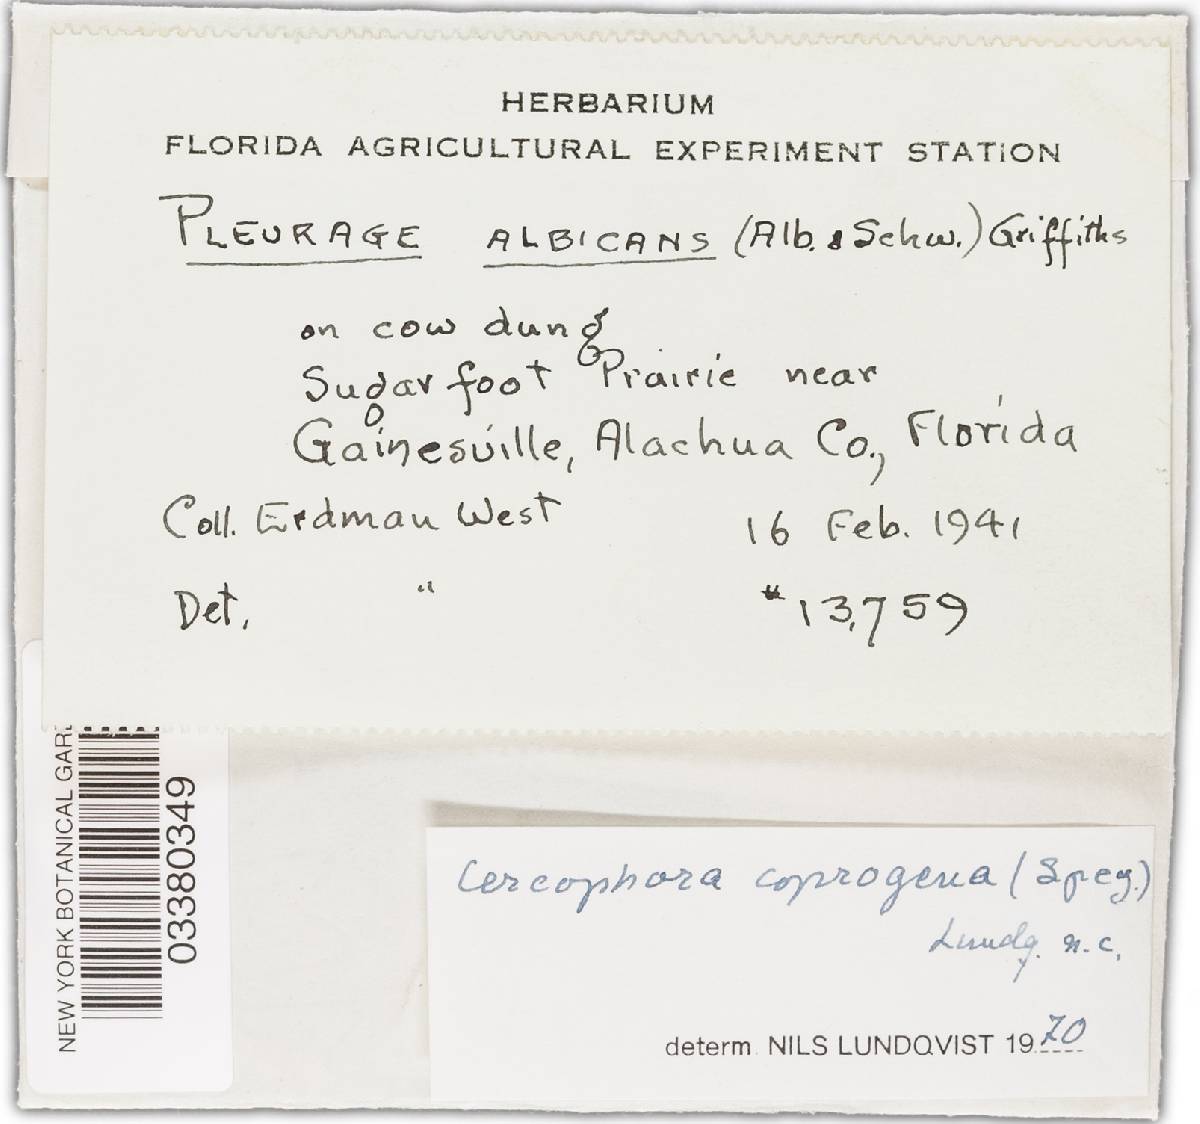 HERBARIUM
FLORIDA AGRICULTURAL EXPERIMENT STATION
PLEURAGE ALBICANS (Alb. & Schw.) Griffiths
on cow dung
Sugarfoot Prairie near
Gainesville, Alachua Co., Florida
Coll. Erdman West 16 Feb. 1941
Det. " #13,759
NEW YORK BOTANICAL GAR
03380349
Cercophora coprogena (Speg.)
Lundq. n.c.
determ. NILS LUNDQVIST 1970